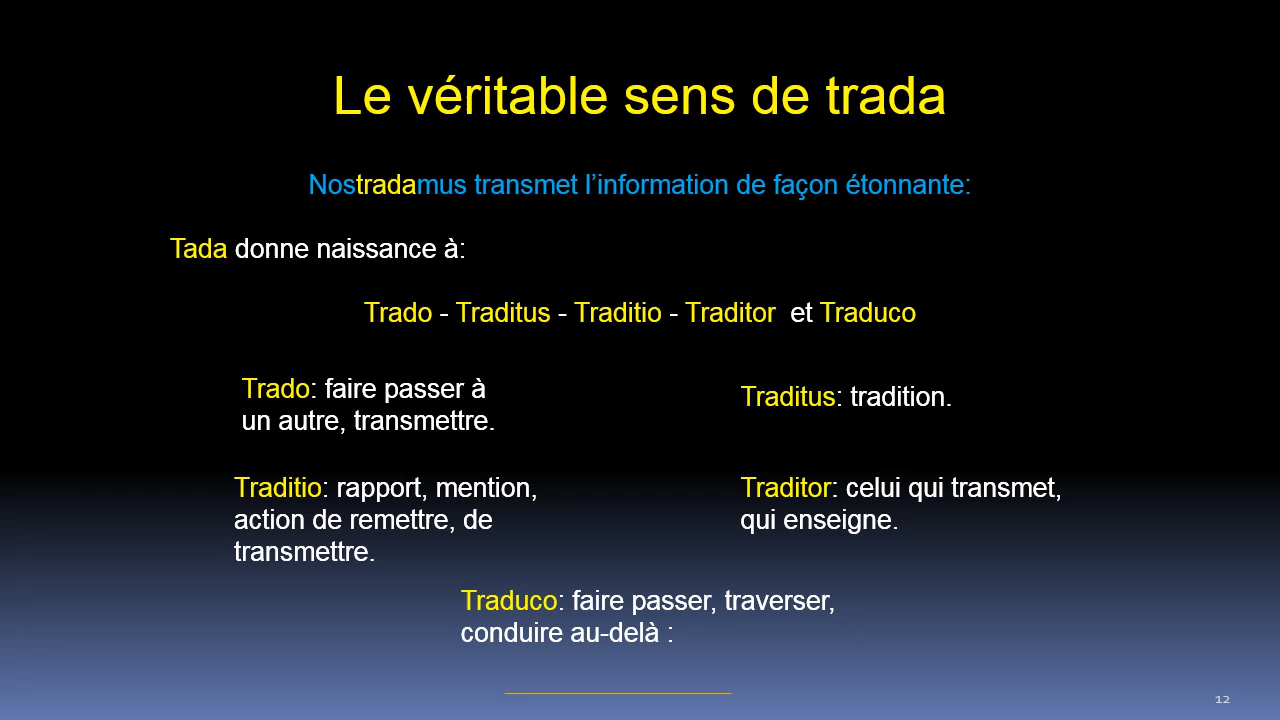 Le véritable sens de trada
Nostradamus transmet l’information de façon étonnante:
Tada donne naissance à:
Trado - Traditus - Traditio - Traditor et Traduco
Trado: faire passer à
un autre, transmettre.
Traditus: tradition.
Traditio: rapport, mention,
action de remettre, de
transmettre.
Traditor: celui qui transmet,
qui enseigne.
Traduco: faire passer, traverser,
conduire au-delà :
12